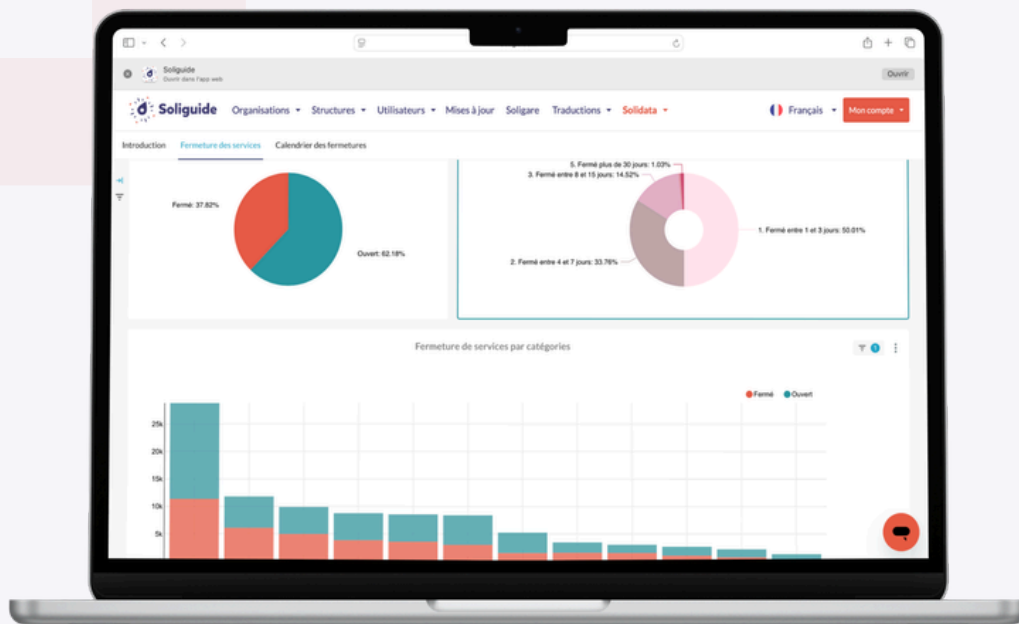 Soliguide
Ouvrir dans l'app web
Ouvrir
Soliguide Organisations Structures Utilisateurs Mises à jour Soligare Traductions Solidata Français Mon compte
Introduction Fermeture des services Calendrier des fermetures
Fermé: 37.82%
Ouvert: 62.18%
5. Fermé plus de 30 jours: 1.03%
3. Fermé entre 8 et 15 jours: 14.52%
1. Fermé entre 1 et 3 jours: 50.01%
2. Fermé entre 4 et 7 jours: 33.76%
Fermeture de services par catégories
1
Fermé Ouvert
25k
20k
15k
10k
5k